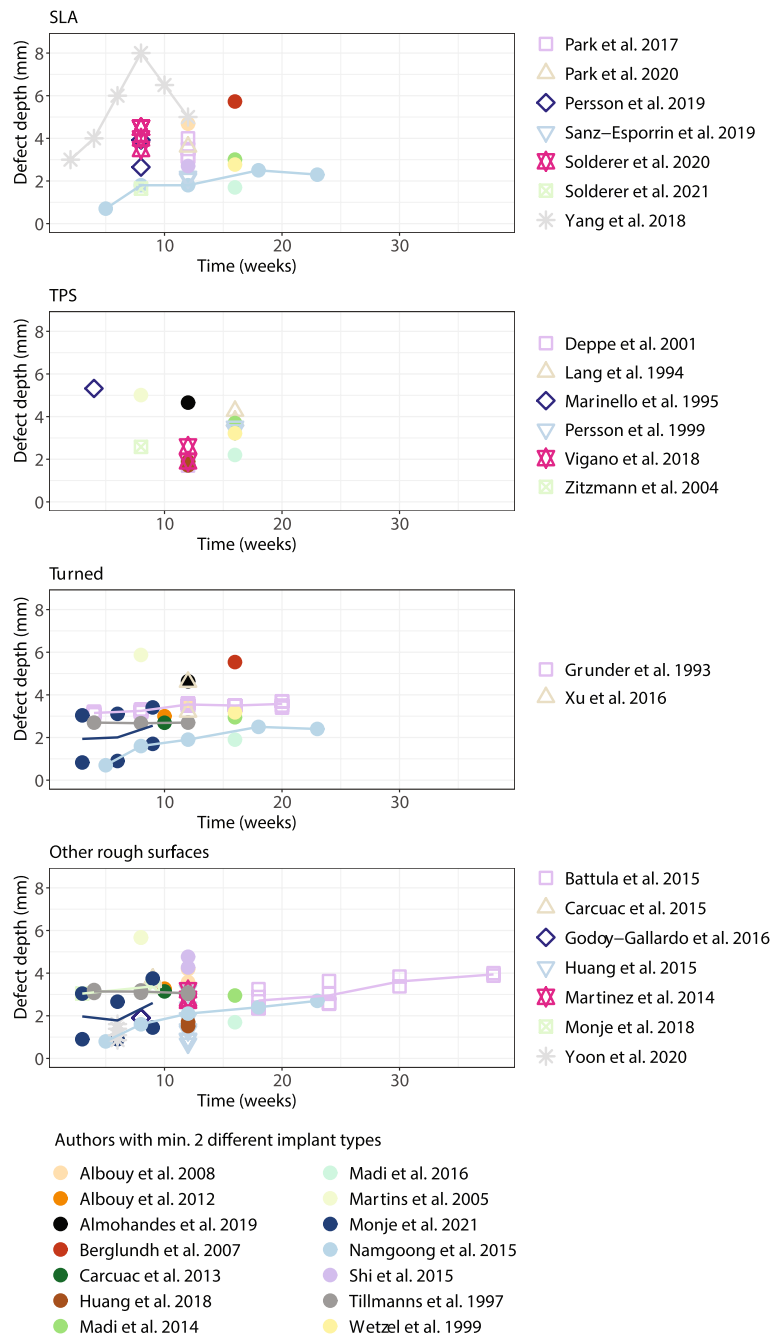 SLA
Defect depth (mm)
8
6
4
2
0
10
20
30
Time (weeks)
Park et al. 2017
Park et al. 2020
Persson et al. 2019
Sanz−Esporrin et al. 2019
Solderer et al. 2020
Solderer et al. 2021
Yang et al. 2018
TPS
Defect depth (mm)
8
6
4
2
0
10
20
30
Time (weeks)
Deppe et al. 2001
Lang et al. 1994
Marinello et al. 1995
Persson et al. 1999
Vigano et al. 2018
Zitzmann et al. 2004
Turned
Defect depth (mm)
8
6
4
2
0
10
20
30
Time (weeks)
Grunder et al. 1993
Xu et al. 2016
Other rough surfaces
Defect depth (mm)
8
6
4
2
0
10
20
30
Time (weeks)
Battula et al. 2015
Carcuac et al. 2015
Godoy−Gallardo et al. 2016
Huang et al. 2015
Martinez et al. 2014
Monje et al. 2018
Yoon et al. 2020
Authors with min. 2 different implant types
Albouy et al. 2008
Albouy et al. 2012
Almohandes et al. 2019
Berglundh et al. 2007
Carcuac et al. 2013
Huang et al. 2018
Madi et al. 2014
Madi et al. 2016
Martins et al. 2005
Monje et al. 2021
Namgoong et al. 2015
Shi et al. 2015
Tillmanns et al. 1997
Wetzel et al. 1999